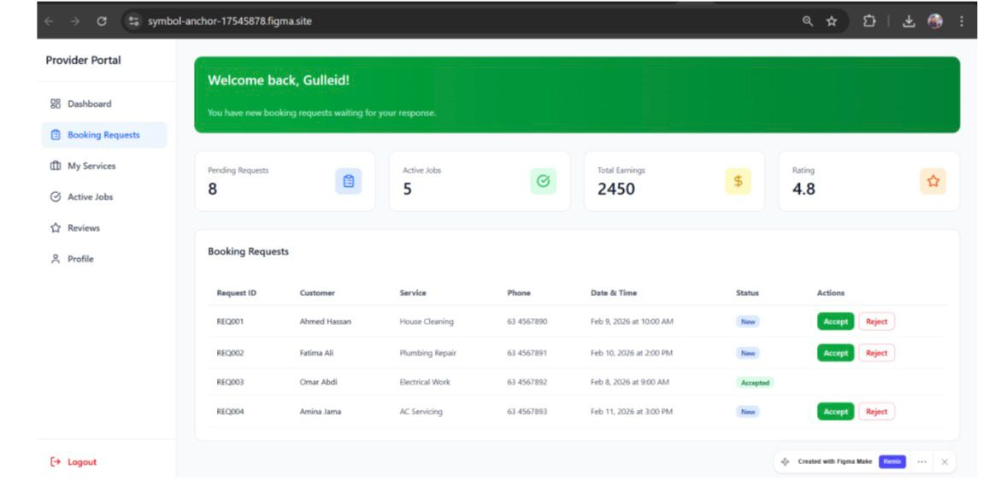 symbol-anchor-17545878.figma.site
Provider Portal
Dashboard
Booking Requests
My Services
Active Jobs
Reviews
Profile
Logout
Welcome back, Gulleid!
You have new booking requests waiting for your response.
Pending Requests
8
Active Jobs
5
Total Earnings
2450
$
Rating
4.8
Booking Requests
Request ID Customer Service Phone Date & Time Status Actions
REQ001 Ahmed Hassan House Cleaning 63 4567890 Feb 9, 2026 at 10:00 AM New Accept Reject
REQ002 Fatima Ali Plumbing Repair 63 4567891 Feb 10, 2026 at 2:00 PM New Accept Reject
REQ003 Omar Abdi Electrical Work 63 4567892 Feb 8, 2026 at 9:00 AM Accepted
REQ004 Amina Jama AC Servicing 63 4567893 Feb 11, 2026 at 3:00 PM New Accept Reject
Created with Figma Make Remix